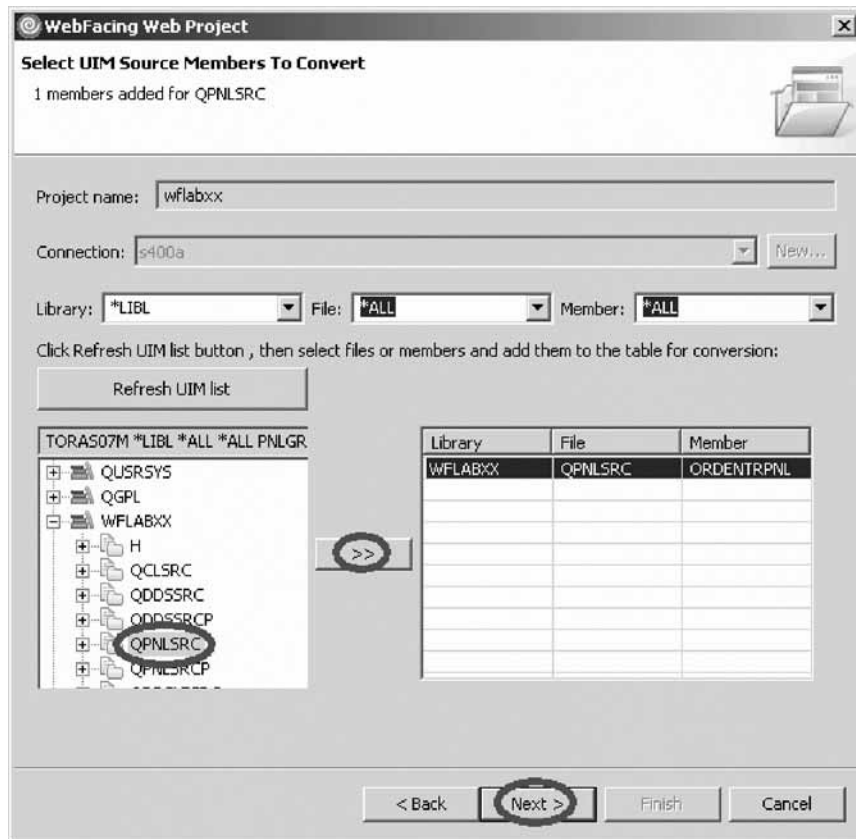 WebFacing Web Project
Select UIM Source Members To Convert
1 members added for QPNLSRC
Project name: wflabxx
Connection: s400a New...
Library: *LIBL File: *ALL Member: *ALL
Click Refresh UIM list button , then select files or members and add them to the table for conversion:
Refresh UIM list
TORAS07M *LIBL *ALL *ALL PNLGR
QUSRSYS
QGPL
WFLABXX
H
QCLSRC
QDDSSRC
QDDSSRCP
QPNLSRC
QPNLSRCP
>>
Library File Member
WFLABXX QPNLSRC ORDENTRPNL
< Back Next > Finish Cancel